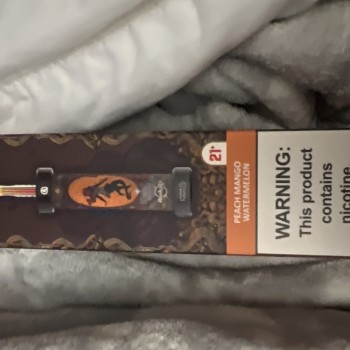 21+
PEACH MANGO
WATERMELON
WARNING:
This product
contains
nicotine.